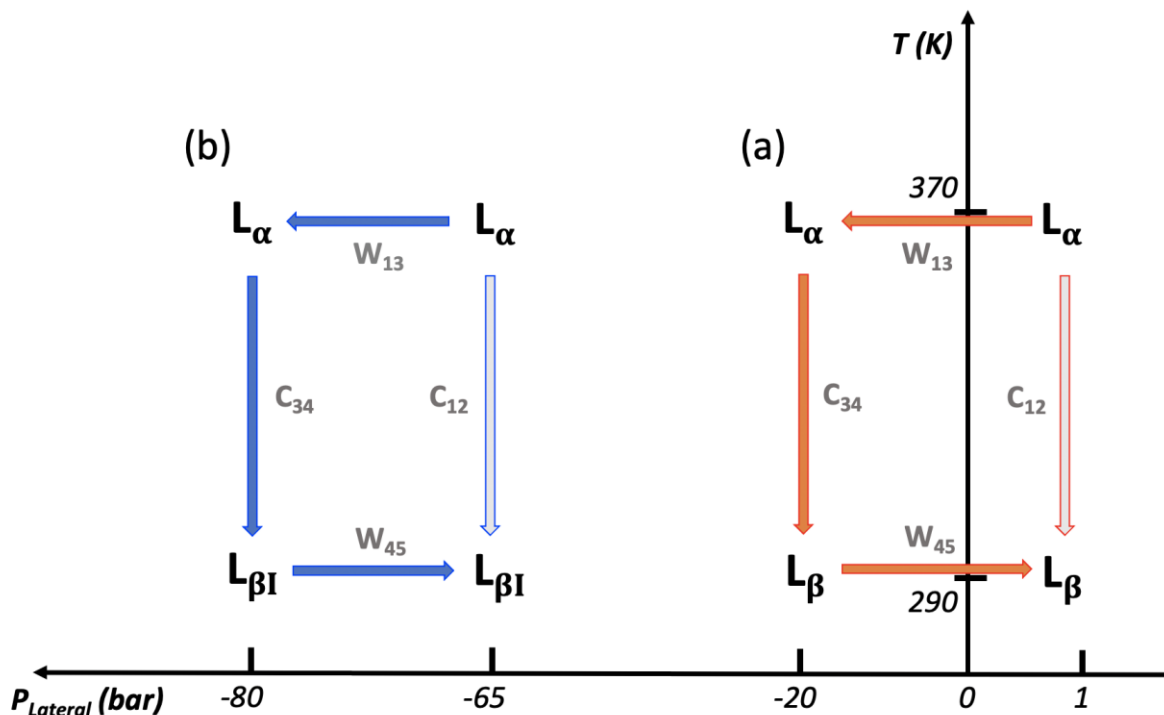 T (K)
(b)
(a)
370
Lα
Lα
Lα
Lα
W13
W13
C34
C12
C34
C12
W45
W45
LβI
LβI
Lβ
Lβ
290
PLateral (bar)
-80
-65
-20
0
1